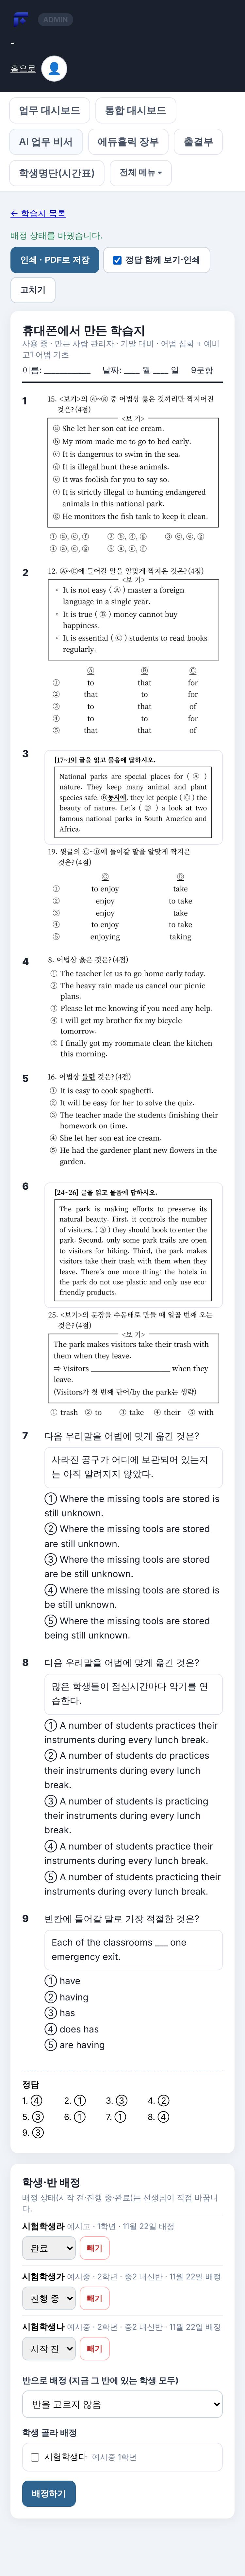 ADMIN
-
홈으로
업무 대시보드
통합 대시보드
AI 업무 비서
에듀홀릭 장부
출결부
학생명단(시간표)
전체 메뉴
← 학습지 목록
배정 상태를 바꿨습니다.
인쇄 · PDF로 저장
정답 함께 보기·인쇄
고치기
휴대폰에서 만든 학습지
사용 중 · 만든 사람 관리자 · 기말 대비 · 어법 심화 + 예비
고1 어법 기초
이름: ____________ 날짜: ____ 월 ____ 일 9문항
1
15. <보기>의 ⓐ~ⓖ 중 어법상 옳은 것끼리만 짝지어진
것은? (4점)
<보 기>
ⓐ She let her son eat ice cream.
ⓑ My mom made me to go to bed early.
ⓒ It is dangerous to swim in the sea.
ⓓ It is illegal hunt these animals.
ⓔ It was foolish for you to say so.
ⓕ It is strictly illegal to hunting endangered
animals in this national park.
ⓖ He monitors the fish tank to keep it clean.
① ⓐ, ⓒ, ⓕ ② ⓑ, ⓓ, ⓖ ③ ⓒ, ⓔ, ⓖ
④ ⓐ, ⓒ, ⓖ ⑤ ⓐ, ⓔ, ⓕ
2
12. Ⓐ~Ⓒ에 들어갈 말을 알맞게 짝지은 것은? (4점)
<보 기>
∘ It is not easy ( Ⓐ ) master a foreign
language in a single year.
∘ It is true ( Ⓑ ) money cannot buy
happiness.
∘ It is essential ( Ⓒ ) students to read books
regularly.
Ⓐ Ⓑ Ⓒ
① to that for
② that to for
③ to that of
④ to to for
⑤ that that of
3
[17~19] 글을 읽고 물음에 답하시오.
National parks are special places for ( Ⓐ )
nature. They keep many animal and plant
species safe. Ⓑ동시에, they let people ( Ⓒ ) the
beauty of nature. Let's ( Ⓓ ) a look at two
famous national parks in South America and
Africa.
19. 윗글의 Ⓒ~Ⓓ에 들어갈 말을 알맞게 짝지은
것은? (4점)
Ⓒ Ⓓ
① to enjoy take
② enjoy to take
③ enjoy take
④ to enjoy to take
⑤ enjoying taking
4
8. 어법상 옳은 것은? (4점)
① The teacher let us to go home early today.
② The heavy rain made us cancel our picnic
plans.
③ Please let me knowing if you need any help.
④ I will get my brother fix my bicycle
tomorrow.
⑤ I finally got my roommate clean the kitchen
this morning.
5
16. 어법상 틀린 것은? (4점)
① It is easy to cook spaghetti.
② It will be easy for her to solve the quiz.
③ The teacher made the students finishing their
homework on time.
④ She let her son eat ice cream.
⑤ He had the gardener plant new flowers in the
garden.
6
[24~26] 글을 읽고 물음에 답하시오.
The park is making efforts to preserve its
natural beauty. First, it controls the number
of visitors, ( Ⓐ ) they should book to enter the
park. Second, only some park trails are open
to visitors for hiking. Third, the park makes
visitors take their trash with them when they
leave. There's one more thing: the hotels in
the park do not use plastic and only use eco-
friendly products.
25. <보기>의 문장을 수동태로 만들 때 일곱 번째 오는
것은? (4점)
<보 기>
The park makes visitors take their trash with
them when they leave.
⇒ Visitors ______________________ when they
leave.
(Visitors가 첫 번째 단어/by the park는 생략)
① trash ② to ③ take ④ their ⑤ with
7
다음 우리말을 어법에 맞게 옮긴 것은?
사라진 공구가 어디에 보관되어 있는지
는 아직 알려지지 않았다.
① Where the missing tools are stored is
still unknown.
② Where the missing tools are stored
are still unknown.
③ Where the missing tools are stored
are be still unknown.
④ Where the missing tools are stored is
be still unknown.
⑤ Where the missing tools are stored
being still unknown.
8
다음 우리말을 어법에 맞게 옮긴 것은?
많은 학생들이 점심시간마다 악기를 연
습한다.
① A number of students practices their
instruments during every lunch break.
② A number of students do practices
their instruments during every lunch
break.
③ A number of students is practicing
their instruments during every lunch
break.
④ A number of students practice their
instruments during every lunch break.
⑤ A number of students practicing their
instruments during every lunch break.
9
빈칸에 들어갈 말로 가장 적절한 것은?
Each of the classrooms ___ one
emergency exit.
① have
② having
③ has
④ does has
⑤ are having
정답
1. ④ 2. ① 3. ③ 4. ②
5. ③ 6. ① 7. ① 8. ④
9. ③
학생·반 배정
배정 상태(시작 전·진행 중·완료)는 선생님이 직접 바꿉니
다.
시험학생라 예시고 · 1학년 · 11월 22일 배정
완료
빼기
시험학생가 예시중 · 2학년 · 중2 내신반 · 11월 22일 배정
진행 중
빼기
시험학생나 예시중 · 2학년 · 중2 내신반 · 11월 22일 배정
시작 전
빼기
반으로 배정 (지금 그 반에 있는 학생 모두)
반을 고르지 않음
학생 골라 배정
시험학생다 예시중 1학년
배정하기